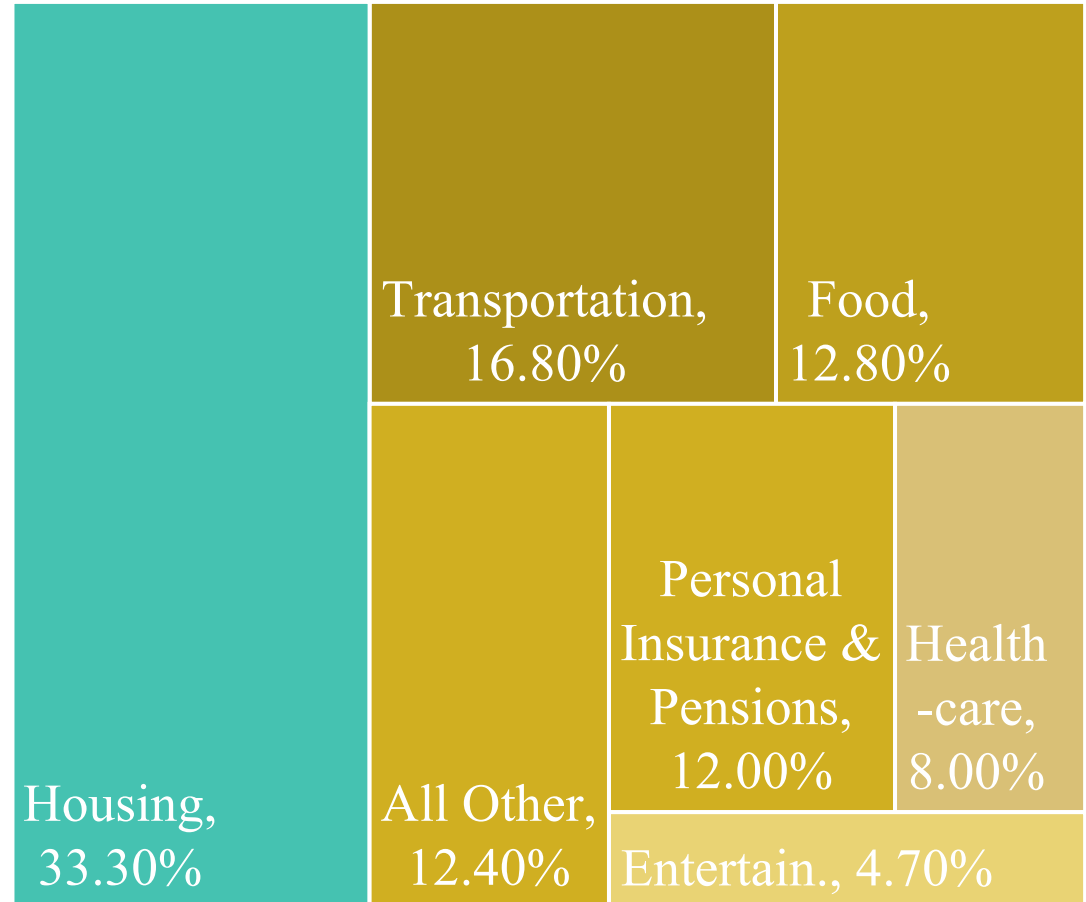 Housing,
33.30%
Transportation,
16.80%
Food,
12.80%
All Other,
12.40%
Personal
Insurance &
Pensions,
12.00%
Health
-care,
8.00%
Entertain., 4.70%